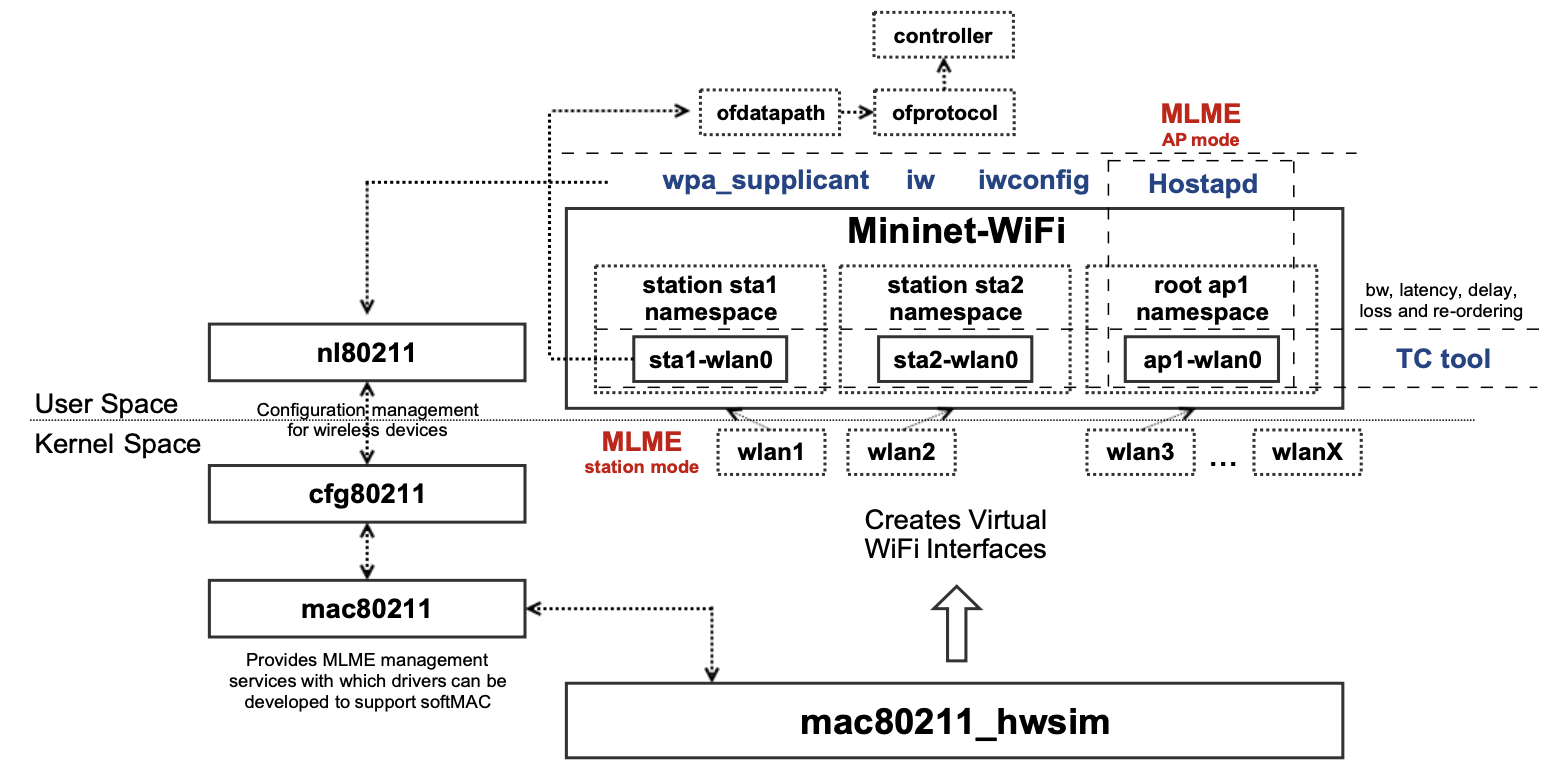 controller
ofdatapath
ofprotocol
MLME
AP mode
wpa_supplicant iw iwconfig Hostapd
Mininet-WiFi
station sta1
namespace
station sta2
namespace
root ap1
namespace
bw, latency, delay,
loss and re-ordering
sta1-wlan0
sta2-wlan0
ap1-wlan0
TC tool
nl80211
User Space
Configuration management
for wireless devices
Kernel Space
MLME
station mode
wlan1
wlan2
wlan3
...
wlanX
cfg80211
Creates Virtual
WiFi Interfaces
mac80211
Provides MLME management
services with which drivers can be
developed to support softMAC
mac80211_hwsim